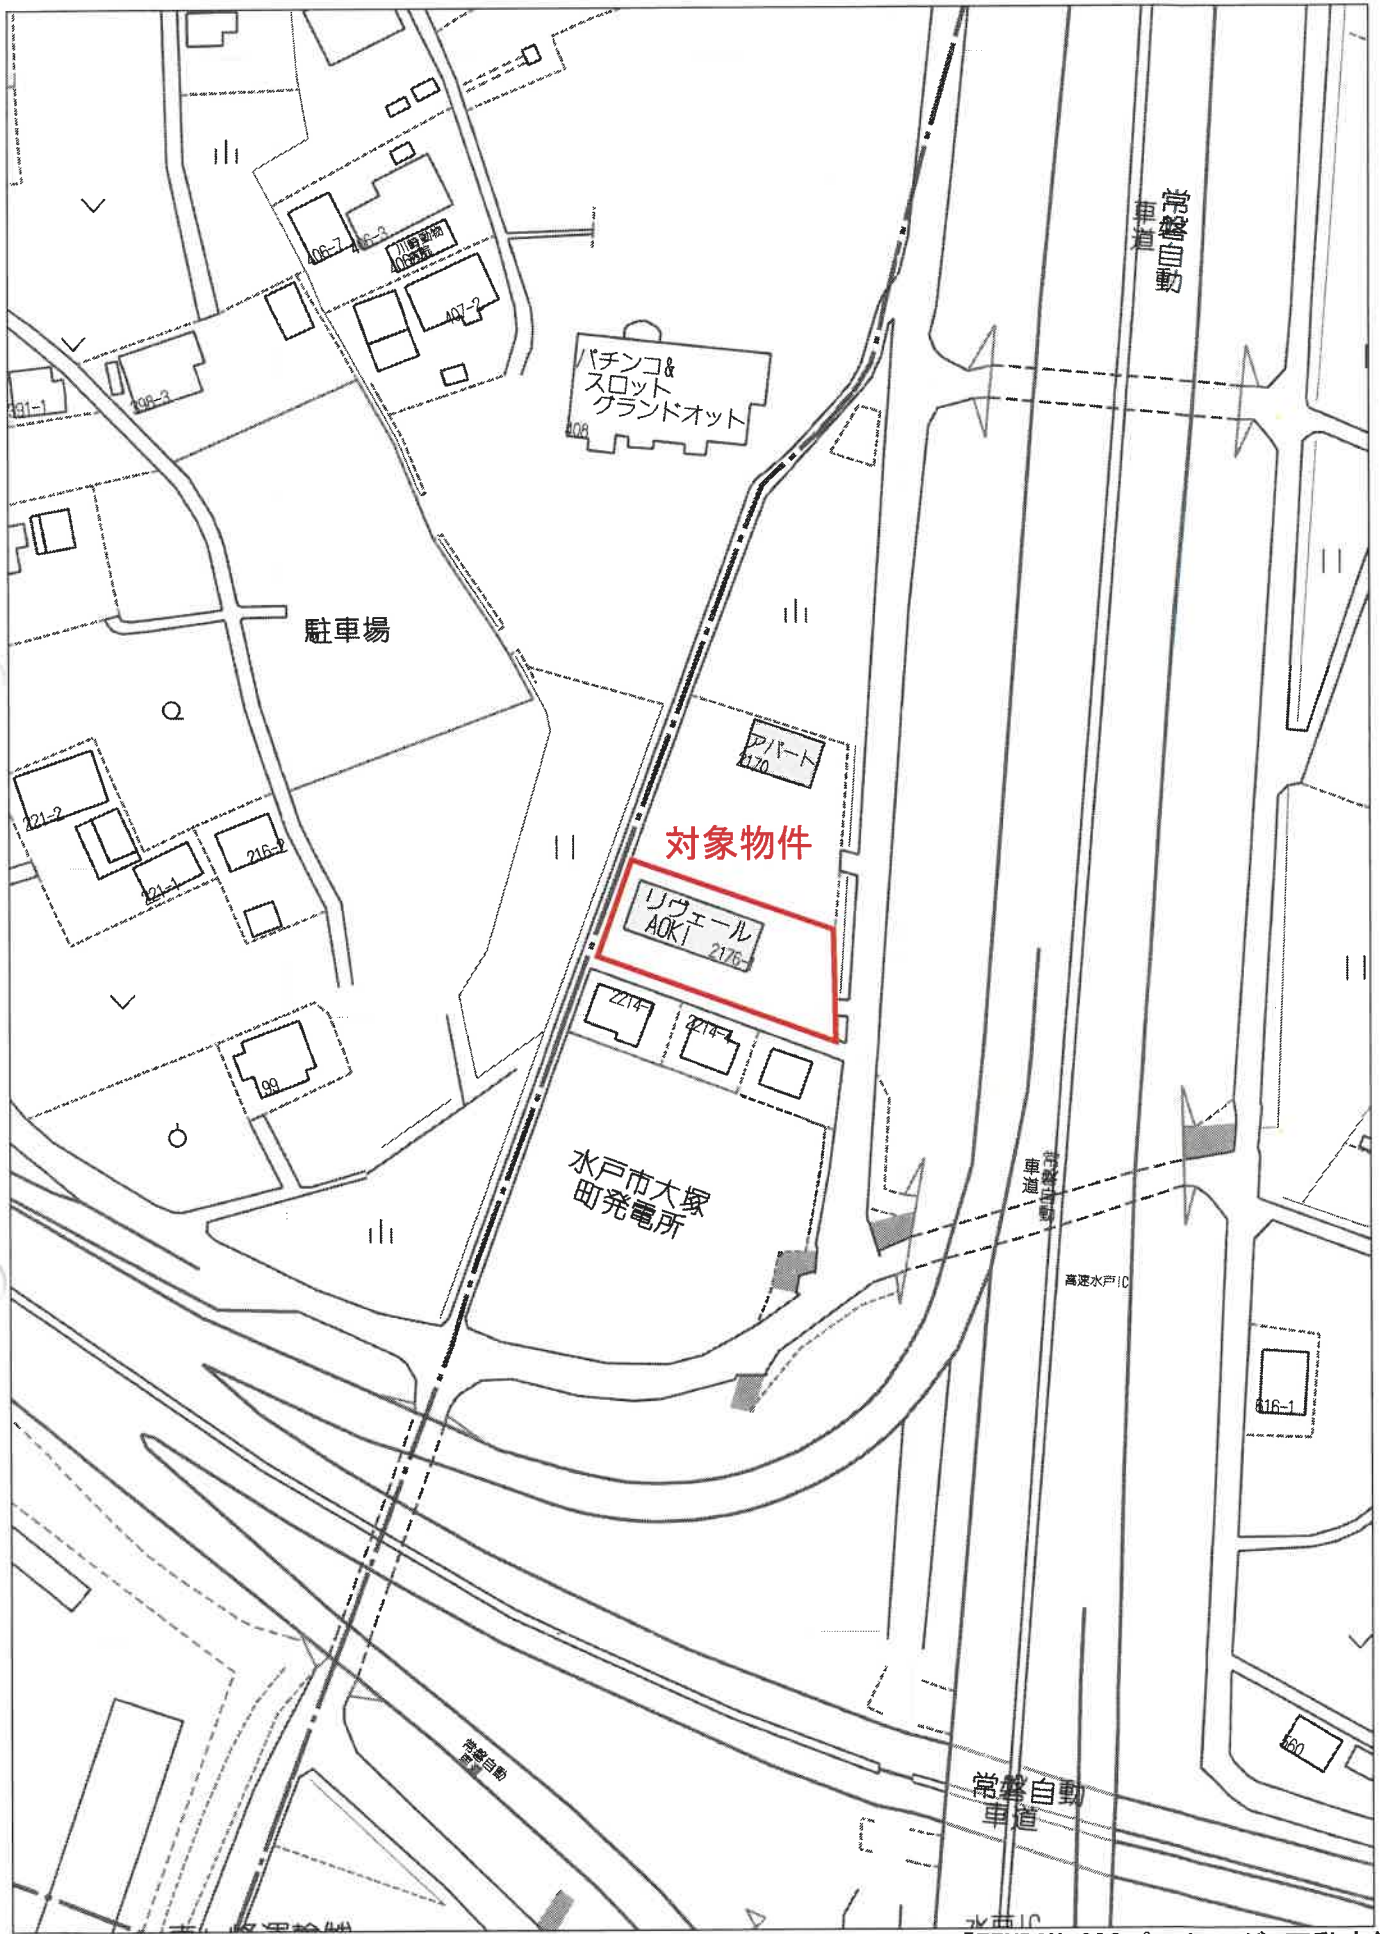 常磐自動
車道
406-7
406-3
川﨑動物
病院
407-2
パチンコ&
スロット
グランドオット
408
391-1
398-3
駐車場
アパート
2170
対象物件
リヴェール
AOKI
2176-
221-2
221-1
216-2
2214-1
2214-2
99
水戸市大塚
町発電所
常磐自動
車道
高速水戸IC
616-1
560
常磐自動
車道
常磐自動
車道